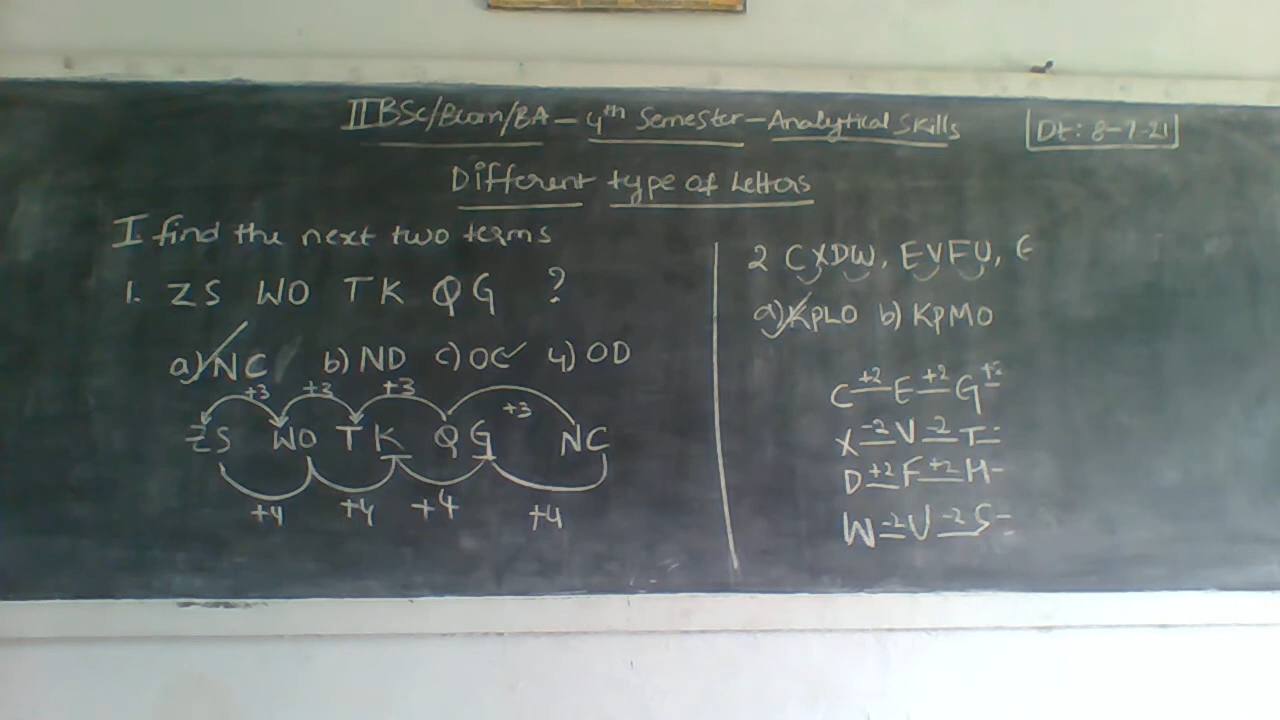 II BSc/Bcom/BA - 4th Semester - Analytical Skills
Dt: 8-7-21
Different type of Letters
I find the next two terms
1. ZS WO TK QG ?
a) NC b) ND c) OC 4) OD
+3 +3 +3 +3
ZS WO TK QG NC
+4 +4 +4 +4
2 CXDW, EVFU, G
a) KPLO b) KPMO
C +2 E +2 G +2
X -2 V -2 T -
D +2 F +2 H -
W -2 U -2 S -